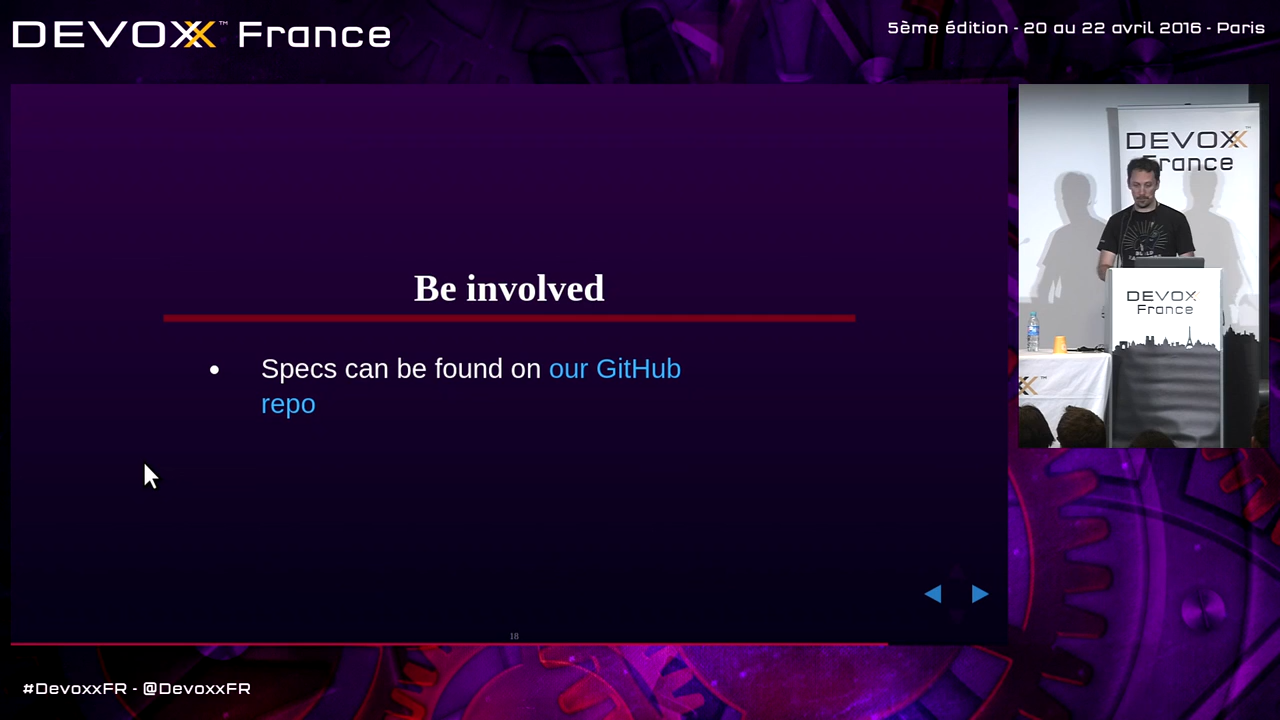 DEVOXX™ France
5ème édition - 20 au 22 avril 2016 - Paris
Be involved
• Specs can be found on our GitHub
repo
18
DEVOXX
France
DEVOXX
France
#DevoxxFR - @DevoxxFR